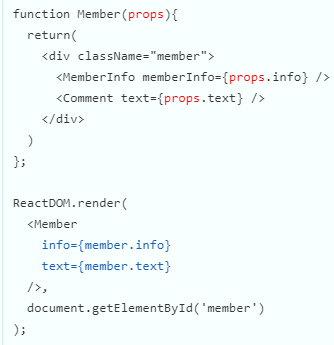 function Member(props){
  return(
    <div className="member">
      <MemberInfo memberInfo={props.info} />
      <Comment text={props.text} />
    </div>
  )
};

ReactDOM.render(
  <Member
    info={member.info}
    text={member.text}
  />,
  document.getElementById('member')
);